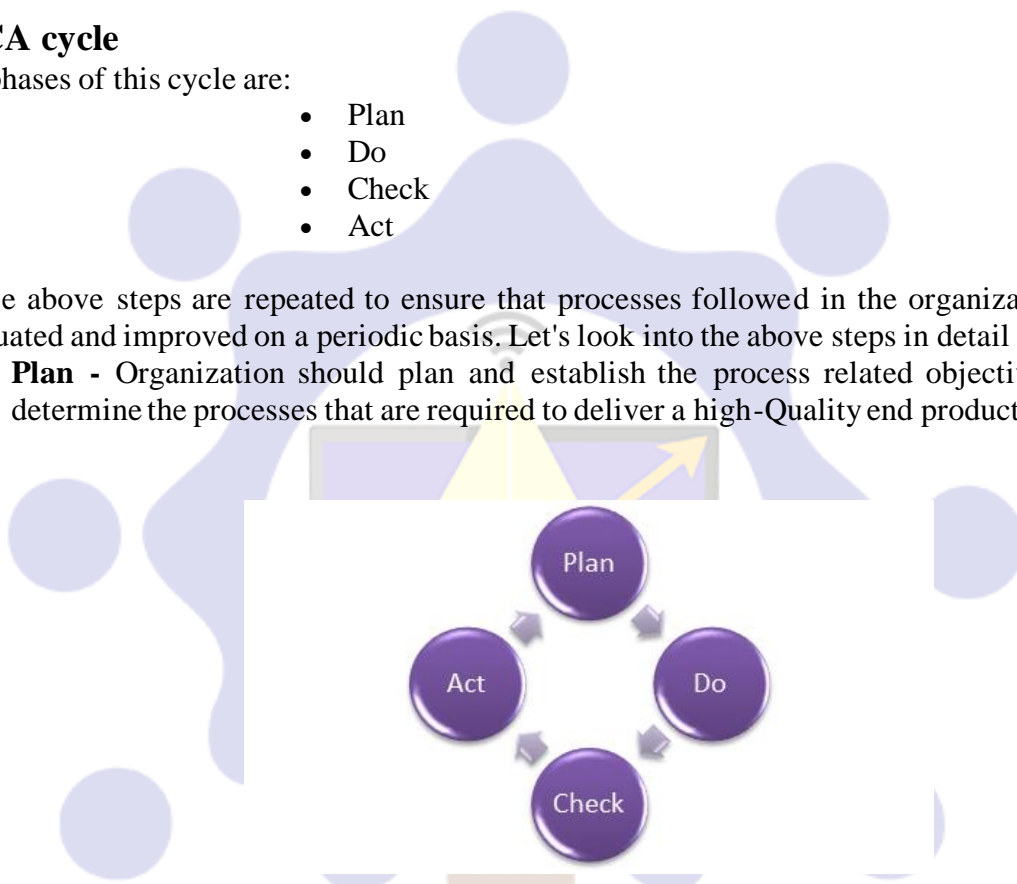 CA cycle
phases of this cycle are:
• Plan
• Do
• Check
• Act
e above steps are repeated to ensure that processes followed in the organiza
uated and improved on a periodic basis. Let's look into the above steps in detail
Plan - Organization should plan and establish the process related objectiv
determine the processes that are required to deliver a high-Quality end product
Plan
Act
Do
Check